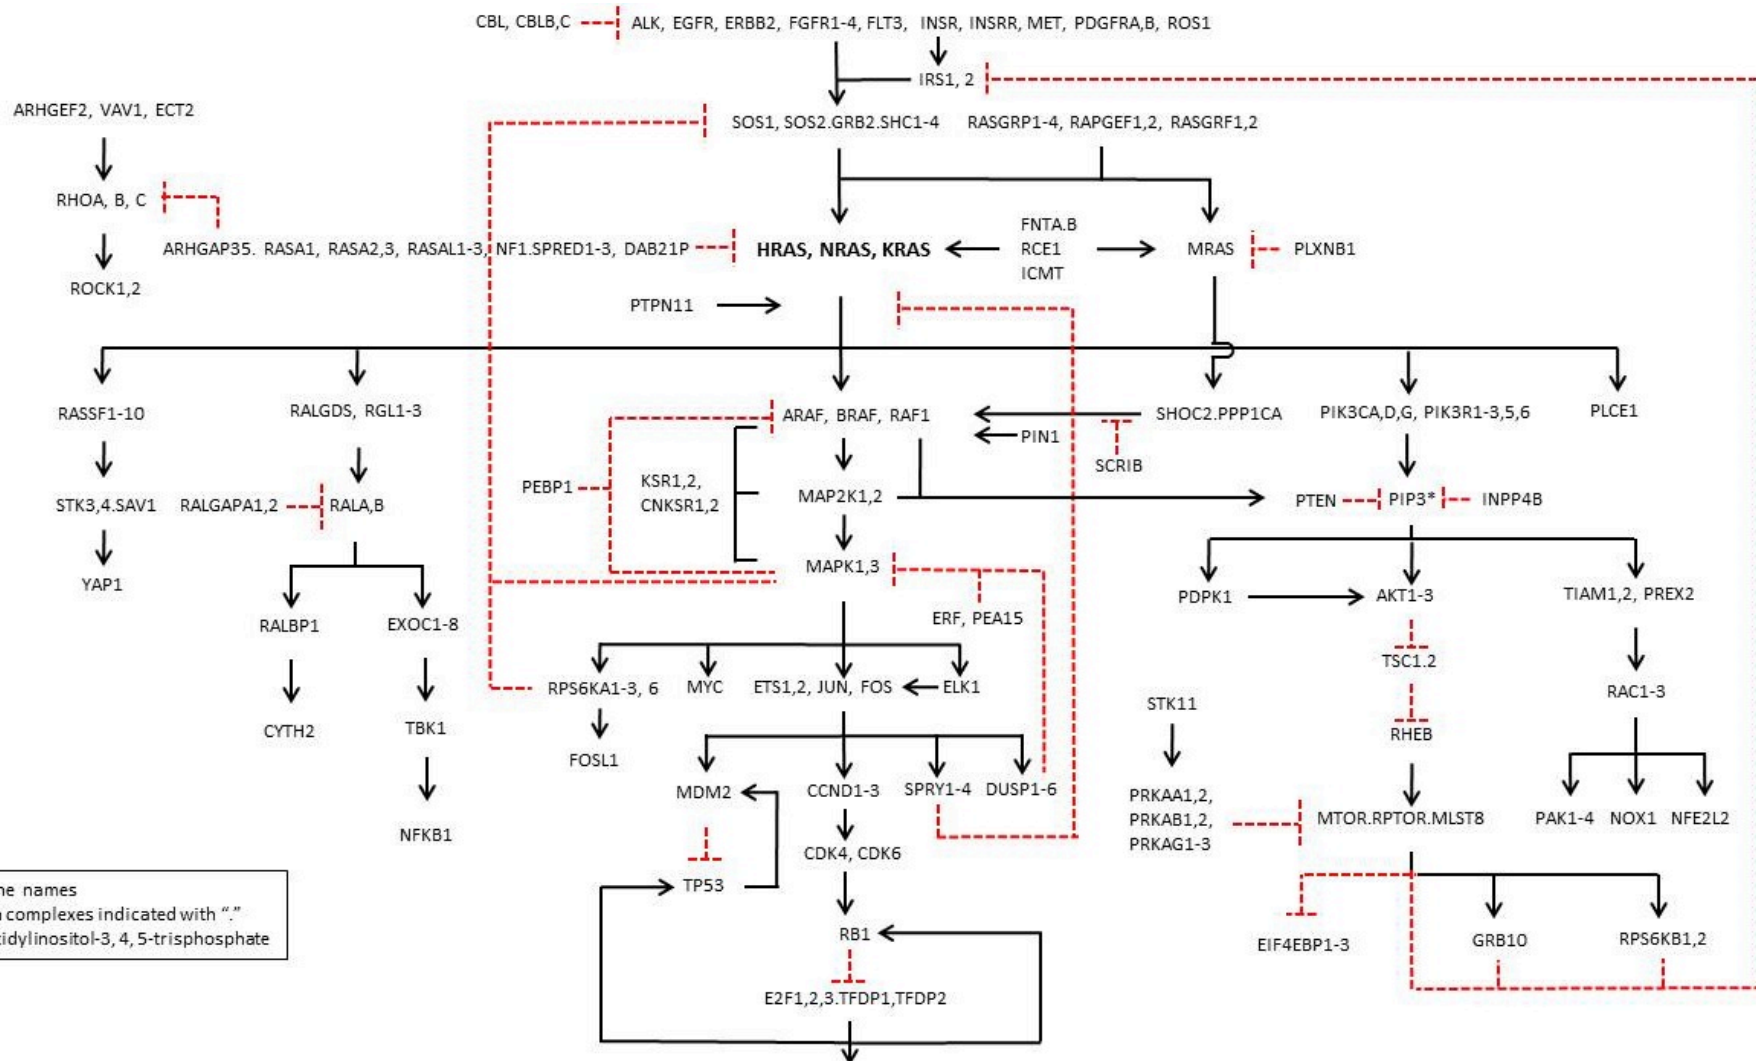 CBL, CBLB,C
ALK, EGFR, ERBB2, FGFR1-4, FLT3, INSR, INSRR, MET, PDGFRA,B, ROS1
IRS1, 2
ARHGEF2, VAV1, ECT2
SOS1, SOS2.GRB2.SHC1-4
RASGRP1-4, RAPGEF1,2, RASGRF1,2
RHOA, B, C
ARHGAP35. RASA1, RASA2,3, RASAL1-3, NF1.SPRED1-3, DAB21P
HRAS, NRAS, KRAS
FNTA.B
RCE1
ICMT
MRAS
PLXNB1
ROCK1,2
PTPN11
RASSF1-10
RALGDS, RGL1-3
ARAF, BRAF, RAF1
SHOC2.PPP1CA
PIK3CA,D,G, PIK3R1-3,5,6
PLCE1
PIN1
SCRIB
PEBP1
KSR1,2,
CNKSR1,2
STK3,4.SAV1
RALGAPA1,2
RALA,B
MAP2K1,2
PTEN
PIP3*
INPP4B
YAP1
MAPK1,3
PDPK1
AKT1-3
TIAM1,2, PREX2
RALBP1
EXOC1-8
ERF, PEA15
TSC1.2
RPS6KA1-3, 6
MYC
ETS1,2, JUN, FOS
ELK1
RAC1-3
STK11
CYTH2
TBK1
RHEB
FOSL1
MDM2
CCND1-3
SPRY1-4
DUSP1-6
PRKAA1,2,
PRKAB1,2,
PRKAG1-3
MTOR.RPTOR.MLST8
PAK1-4
NOX1
NFE2L2
NFKB1
CDK4, CDK6
TP53
RB1
EIF4EBP1-3
GRB10
RPS6KB1,2
E2F1,2,3.TFDP1,TFDP2
ne names
complexes indicated with "."
tidylinositol-3, 4, 5-trisphosphate